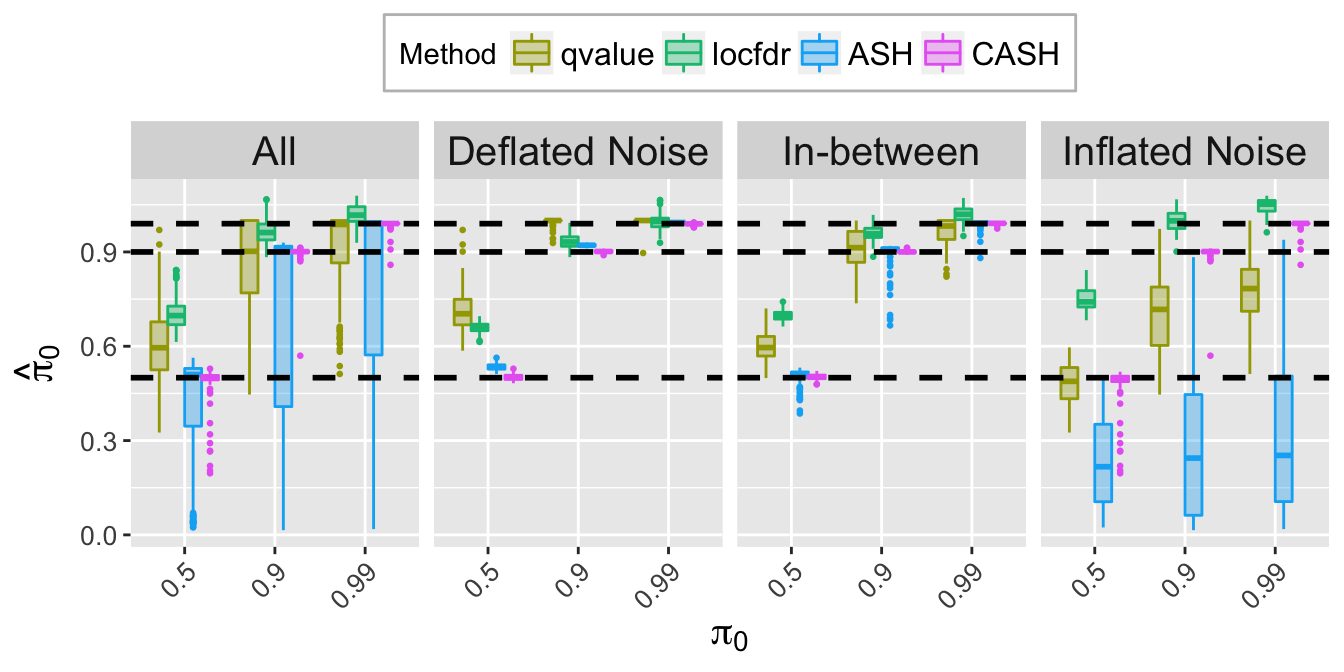 Method qvalue locfdr ASH CASH
All Deflated Noise In-between Inflated Noise
0.9
0.6
0.3
0.0
π̂₀
0.5 0.9 0.99 0.5 0.9 0.99 0.5 0.9 0.99 0.5 0.9 0.99
π₀